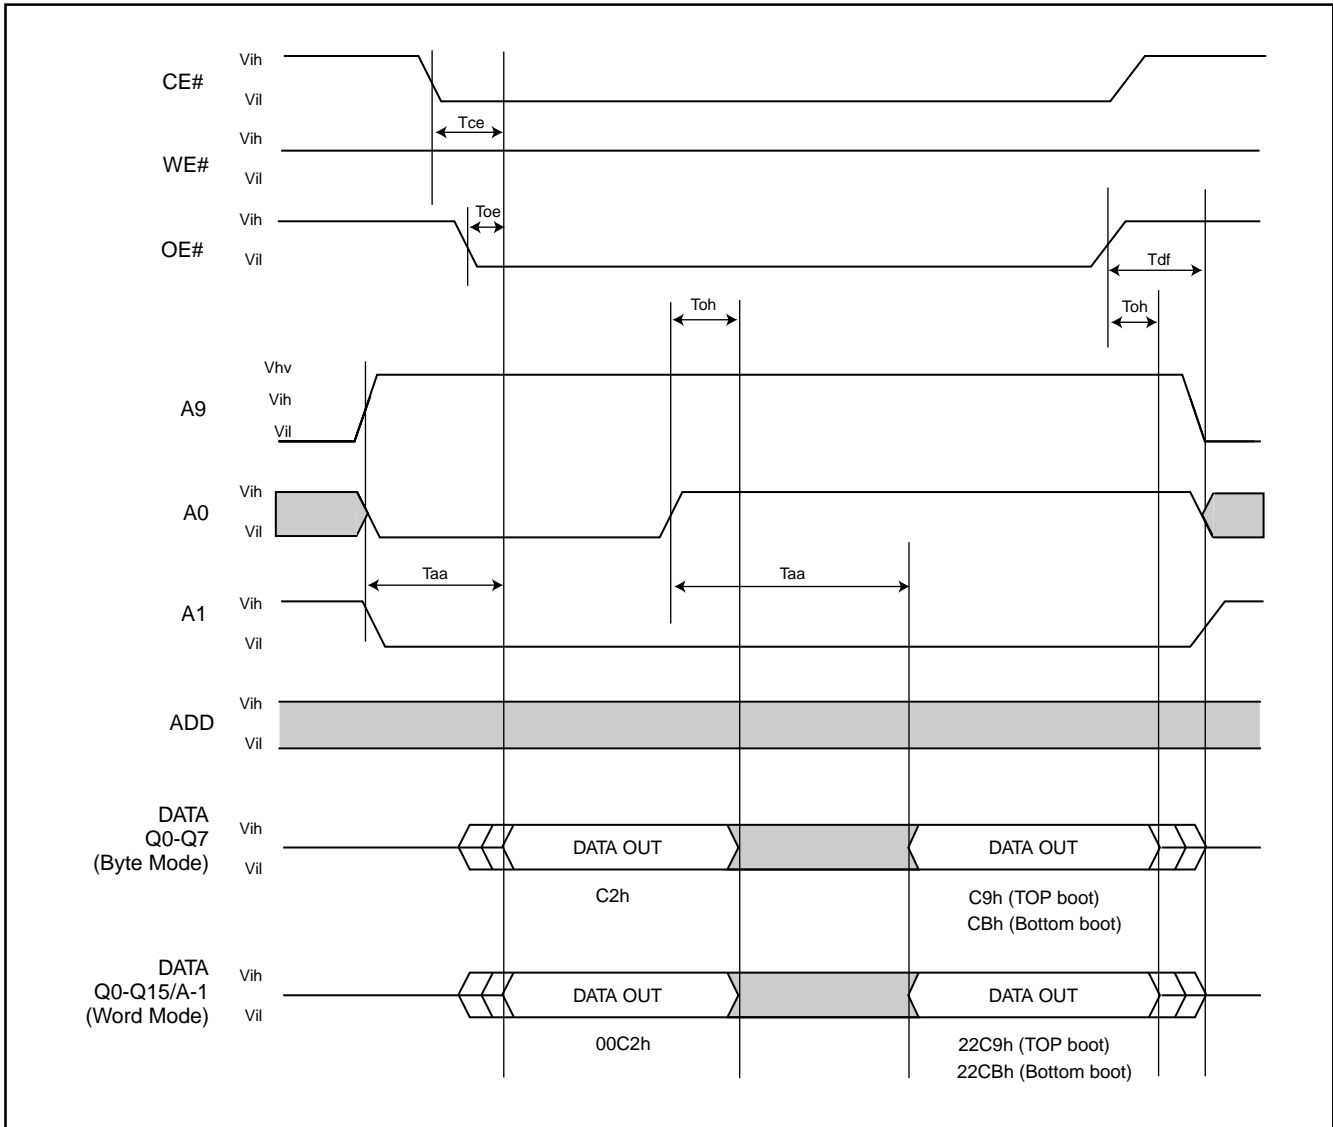 Vih
CE#
Vil
Tce
Vih
WE#
Vil
Toe
Vih
OE#
Vil
Tdf
Toh
Toh
Vhv
A9
Vih
Vil
Vih
A0
Vil
Taa
Taa
Vih
A1
Vil
Vih
ADD
Vil
DATA
Q0-Q7
(Byte Mode)
Vih
Vil
DATA OUT
DATA OUT
C2h
C9h (TOP boot)
CBh (Bottom boot)
DATA
Q0-Q15/A-1
(Word Mode)
Vih
Vil
DATA OUT
DATA OUT
00C2h
22C9h (TOP boot)
22CBh (Bottom boot)